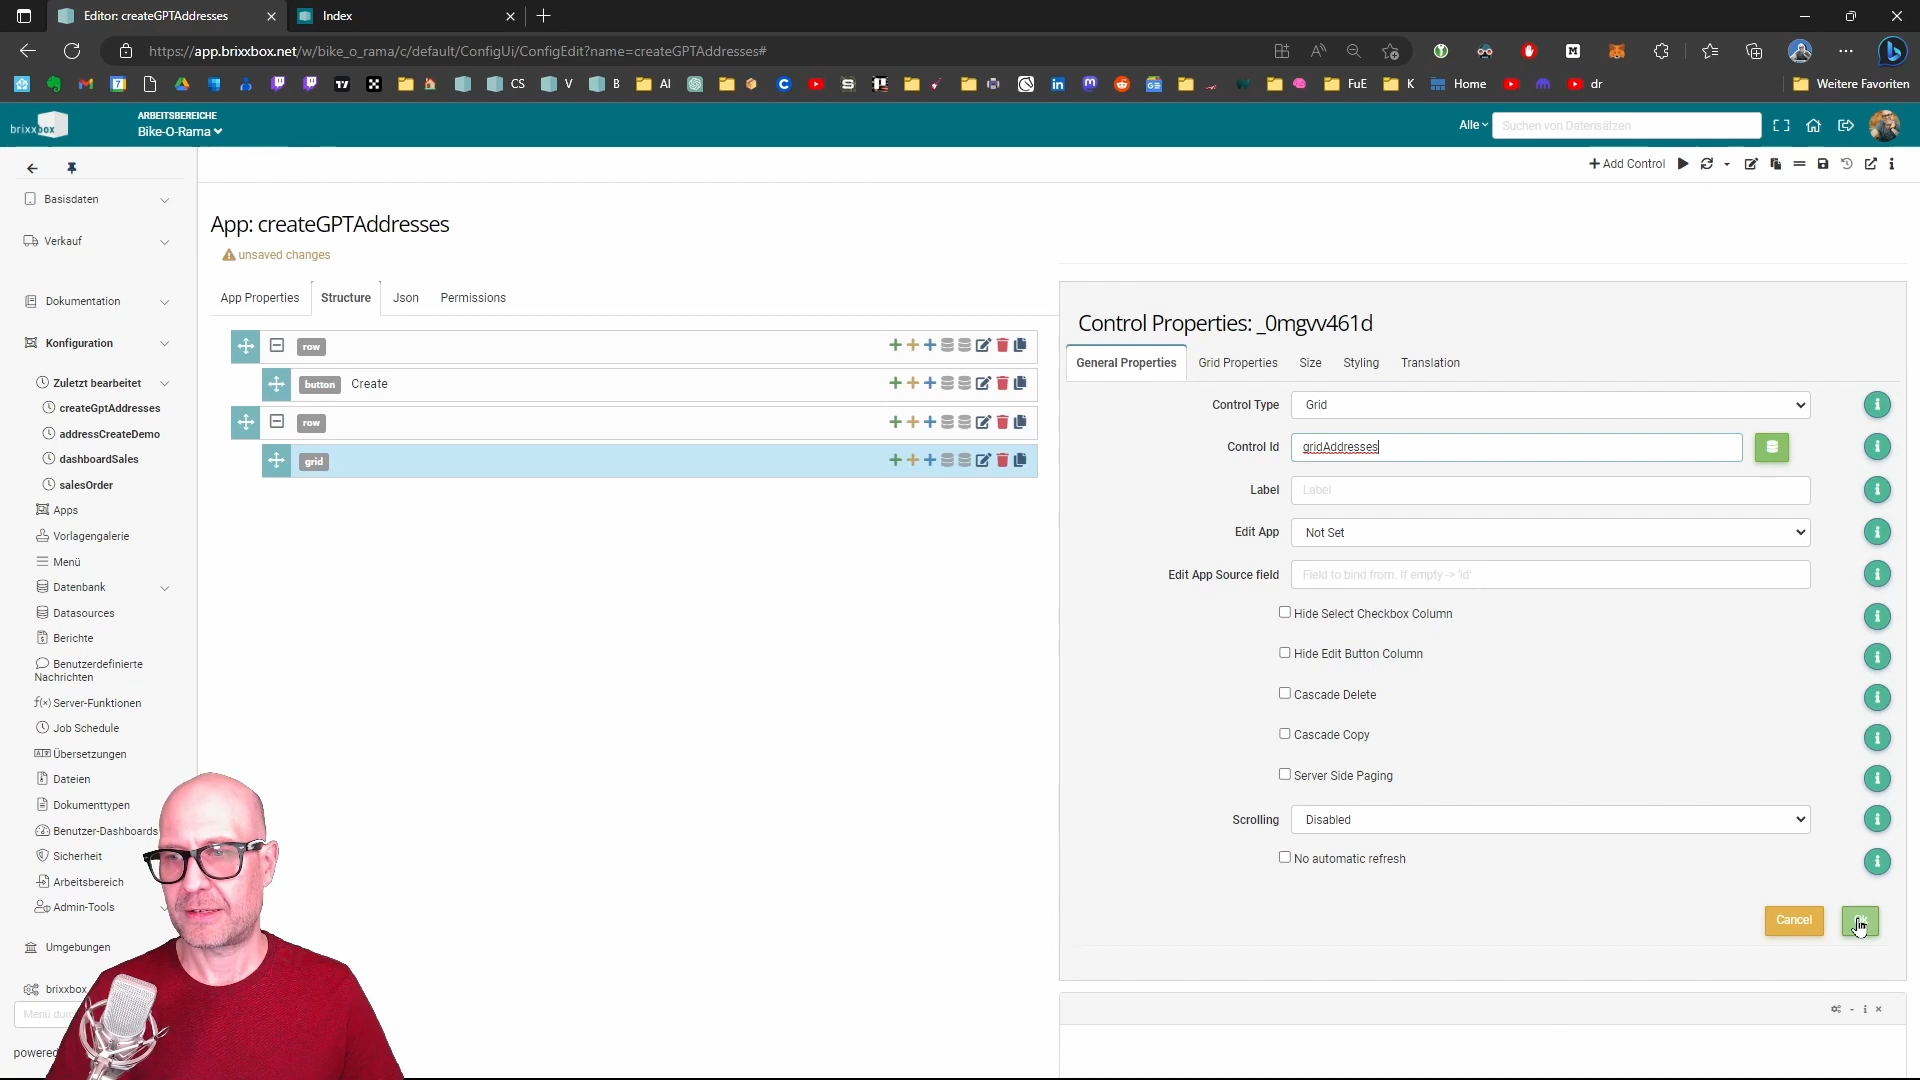 Editor: createGPTAddresses
Index
https://app.brixxbox.net/w/bike_o_rama/c/default/ConfigUi/ConfigEdit?name=createGPTAddresses#
CS
V
B
AI
FuE
K
Home
dr
Weitere Favoriten
brixxbox
ARBEITSBEREICHE
Bike-O-Rama
Alle
Suchen von Datensätzen
Add Control
Basisdaten
Verkauf
Dokumentation
Konfiguration
Zuletzt bearbeitet
createGptAddresses
addressCreateDemo
dashboardSales
salesOrder
Apps
Vorlagengalerie
Menü
Datenbank
Datasources
Berichte
Benutzerdefinierte
Nachrichten
f(x) Server-Funktionen
Job Schedule
Übersetzungen
Dateien
Dokumenttypen
Benutzer-Dashboards
Sicherheit
Arbeitsbereich
Admin-Tools
Umgebungen
brixxbox
Menü
powered
App: createGPTAddresses
unsaved changes
App Properties
Structure
Json
Permissions
row
button
Create
row
grid
Control Properties: _0mgvv461d
General Properties
Grid Properties
Size
Styling
Translation
Control Type
Grid
Control Id
gridAddresses
Label
Label
Edit App
Not Set
Edit App Source field
Field to bind from. If empty -> 'id'
Hide Select Checkbox Column
Hide Edit Button Column
Cascade Delete
Cascade Copy
Server Side Paging
Scrolling
Disabled
No automatic refresh
Cancel